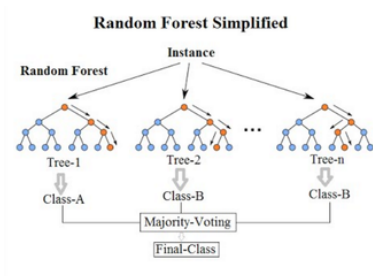 Random Forest Simplified
Instance
Random Forest
...
Tree-1
Tree-2
Tree-n
Class-A
Class-B
Class-B
Majority-Voting
Final-Class